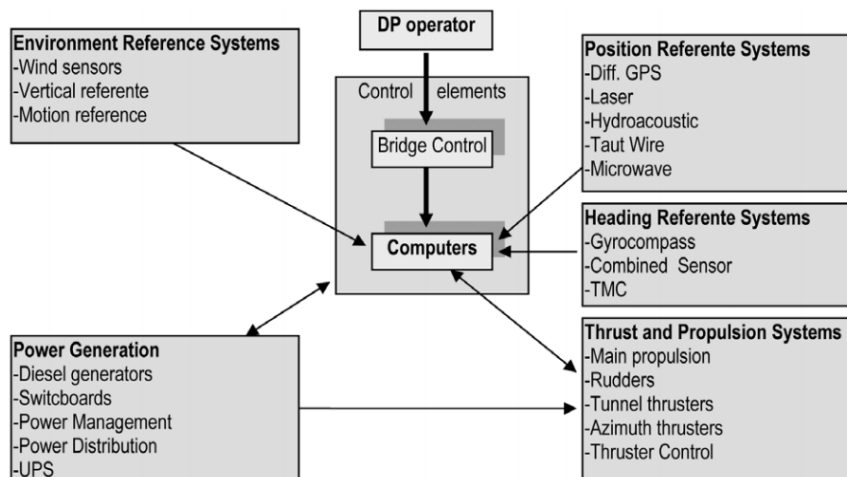 DP operator
Environment Reference Systems
-Wind sensors
-Vertical referente
-Motion reference
Control elements
Bridge Control
Computers
Position Referente Systems
-Diff. GPS
-Laser
-Hydroacoustic
-Taut Wire
-Microwave
Heading Referente Systems
-Gyrocompass
-Combined Sensor
-TMC
Power Generation
-Diesel generators
-Switcboards
-Power Management
-Power Distribution
-UPS
Thrust and Propulsion Systems
-Main propulsion
-Rudders
-Tunnel thrusters
-Azimuth thrusters
-Thruster Control